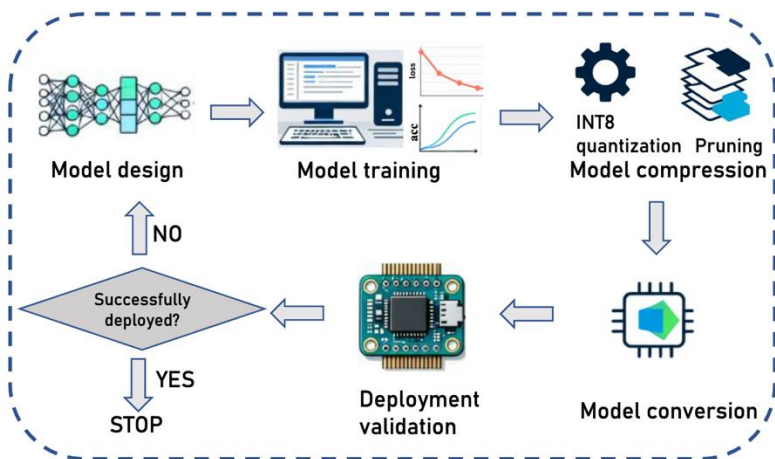 loss
acc
INT8
quantization
Pruning
Model design
Model training
Model compression
NO
Successfully
deployed?
YES
STOP
Deployment
validation
Model conversion